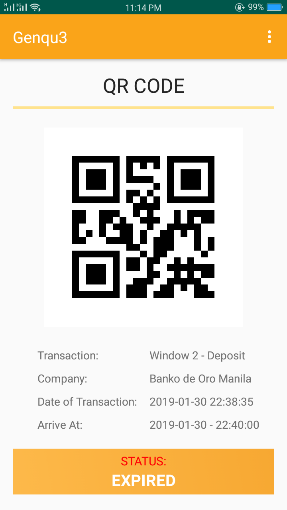 11:14 PM 99%
Genqu3
QR CODE
Transaction: Window 2 - Deposit
Company: Banko de Oro Manila
Date of Transaction: 2019-01-30 22:38:35
Arrive At: 2019-01-30 - 22:40:00
STATUS:
EXPIRED